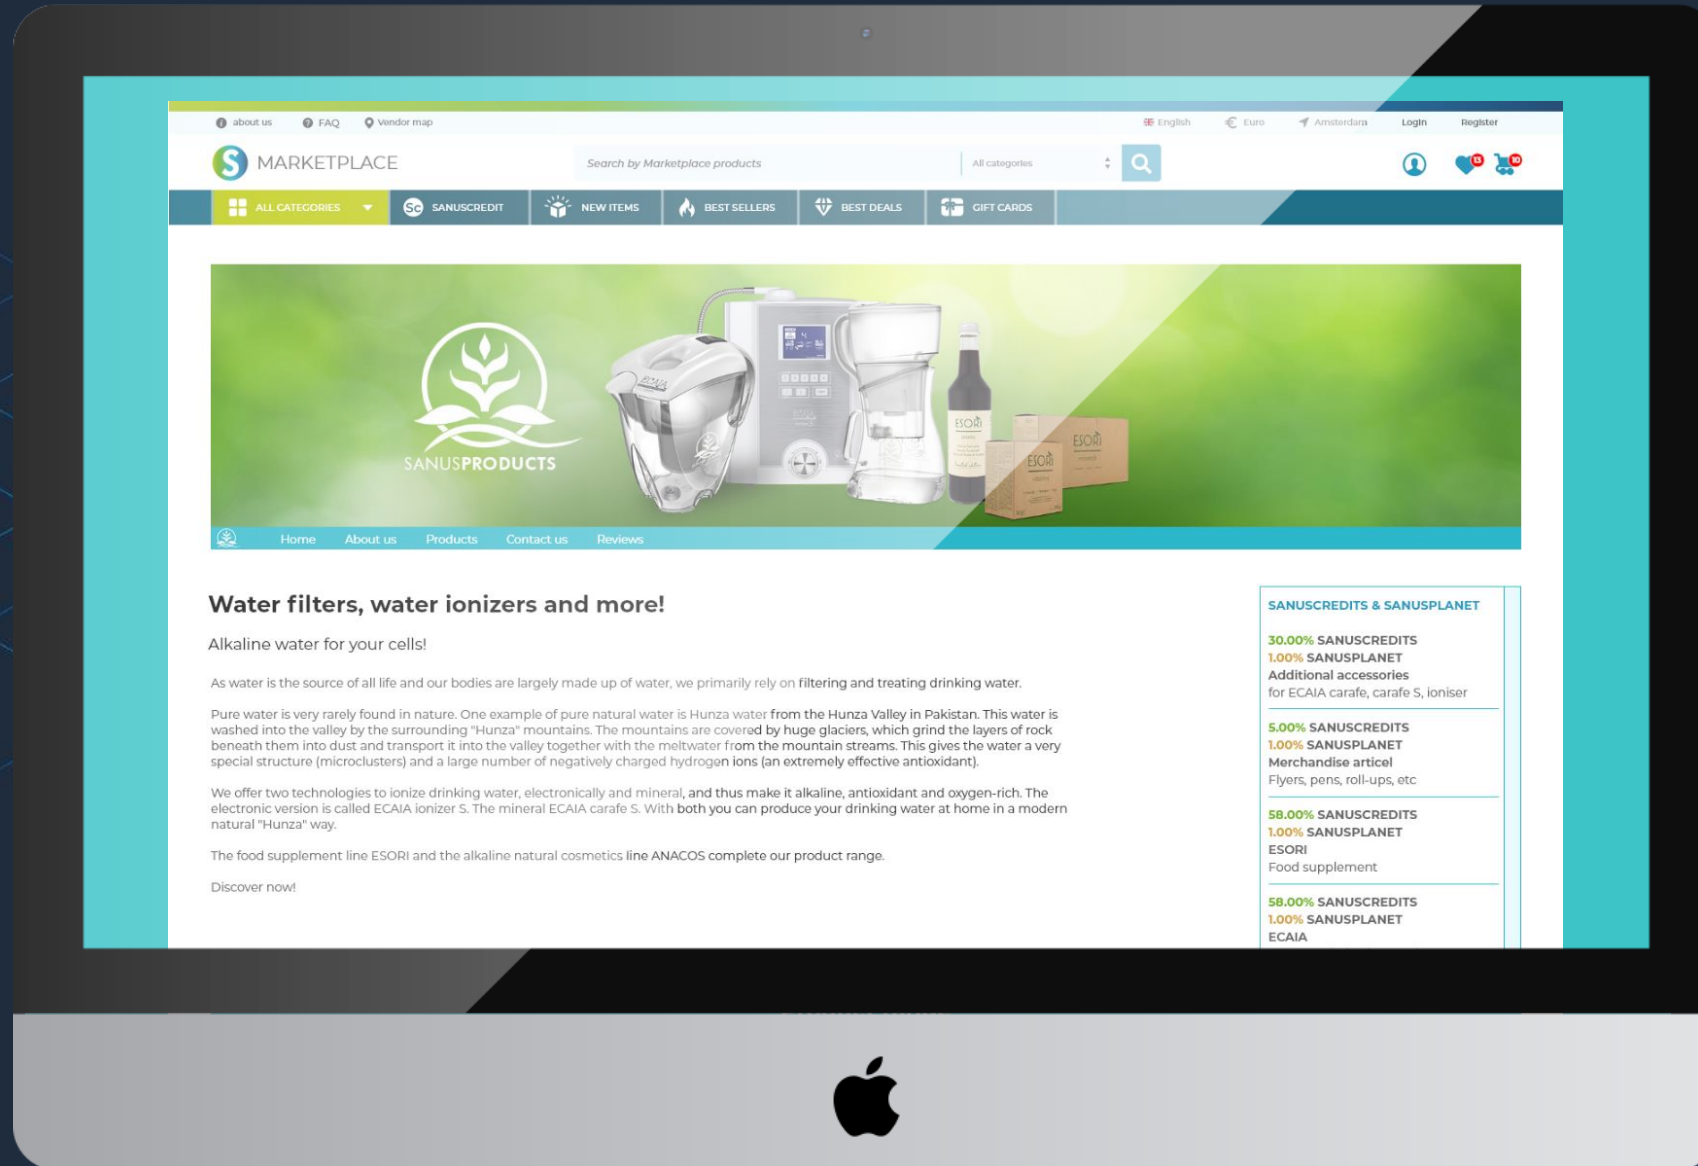 about us FAQ Vendor map English Euro Amsterdam Login Register
S MARKETPLACE Search by Marketplace products All categories 13 10
ALL CATEGORIES Sc SANUSCREDIT NEW ITEMS BEST SELLERS BEST DEALS GIFT CARDS
SANUSPRODUCTS
ECAIA
ESORI
ESORI
ESORI
Home About us Products Contact us Reviews
Water filters, water ionizers and more!
Alkaline water for your cells!
As water is the source of all life and our bodies are largely made up of water, we primarily rely on filtering and treating drinking water.
Pure water is very rarely found in nature. One example of pure natural water is Hunza water from the Hunza Valley in Pakistan. This water is
washed into the valley by the surrounding "Hunza" mountains. The mountains are covered by huge glaciers, which grind the layers of rock
beneath them into dust and transport it into the valley together with the meltwater from the mountain streams. This gives the water a very
special structure (microclusters) and a large number of negatively charged hydrogen ions (an extremely effective antioxidant).
We offer two technologies to ionize drinking water, electronically and mineral, and thus make it alkaline, antioxidant and oxygen-rich. The
electronic version is called ECAIA ionizer S. The mineral ECAIA carafe S. With both you can produce your drinking water at home in a modern
natural "Hunza" way.
The food supplement line ESORI and the alkaline natural cosmetics line ANACOS complete our product range.
Discover now!
SANUSCREDITS & SANUSPLANET
30.00% SANUSCREDITS
1.00% SANUSPLANET
Additional accessories
for ECAIA carafe, carafe S, ioniser
5.00% SANUSCREDITS
1.00% SANUSPLANET
Merchandise articel
Flyers, pens, roll-ups, etc
58.00% SANUSCREDITS
1.00% SANUSPLANET
ESORI
Food supplement
58.00% SANUSCREDITS
1.00% SANUSPLANET
ECAIA